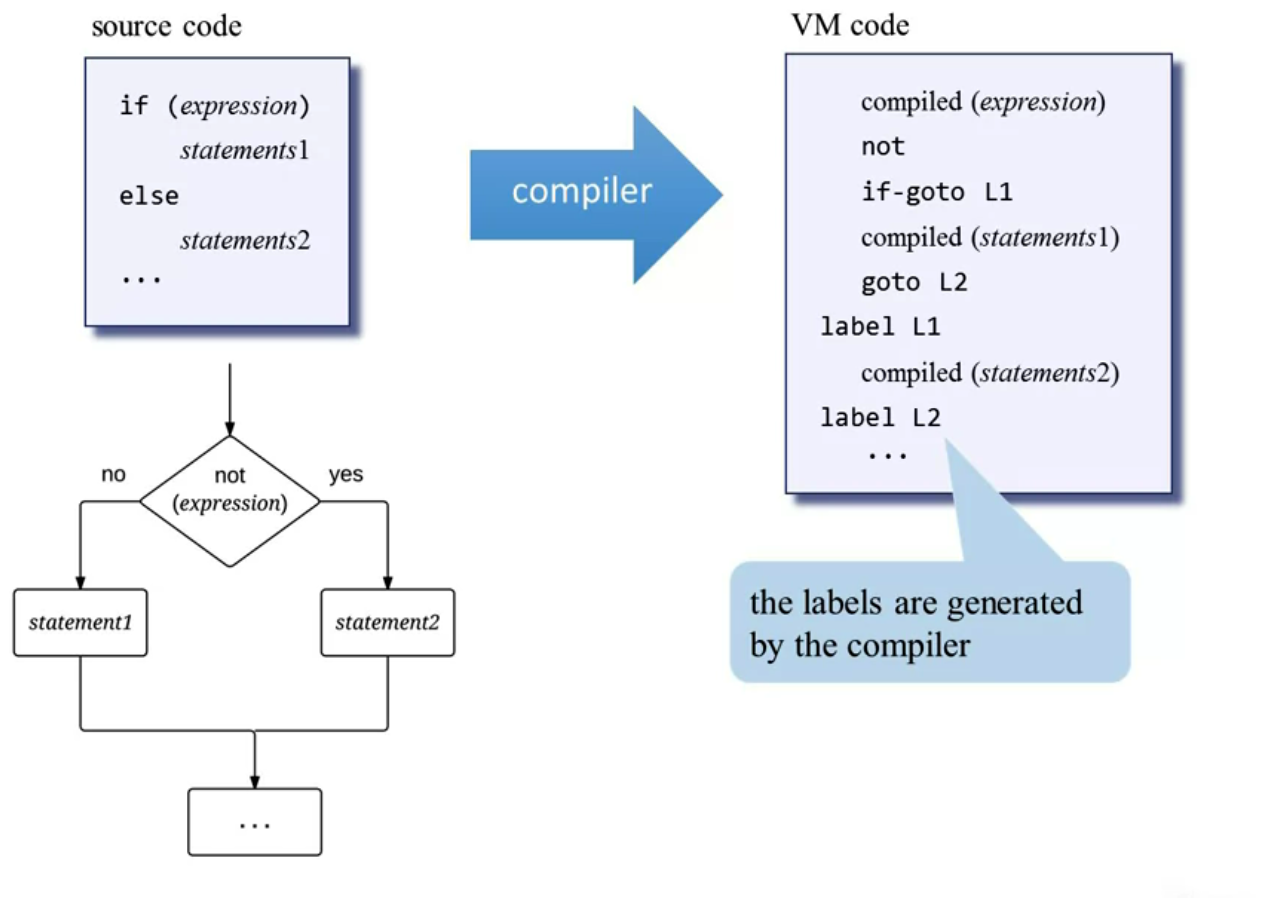 source code
if (expression)
statements1
else
statements2
...
compiler
VM code
compiled (expression)
not
if-goto L1
compiled (statements1)
goto L2
label L1
compiled (statements2)
label L2
...
the labels are generated
by the compiler
no
not
(expression)
yes
statement1
statement2
...